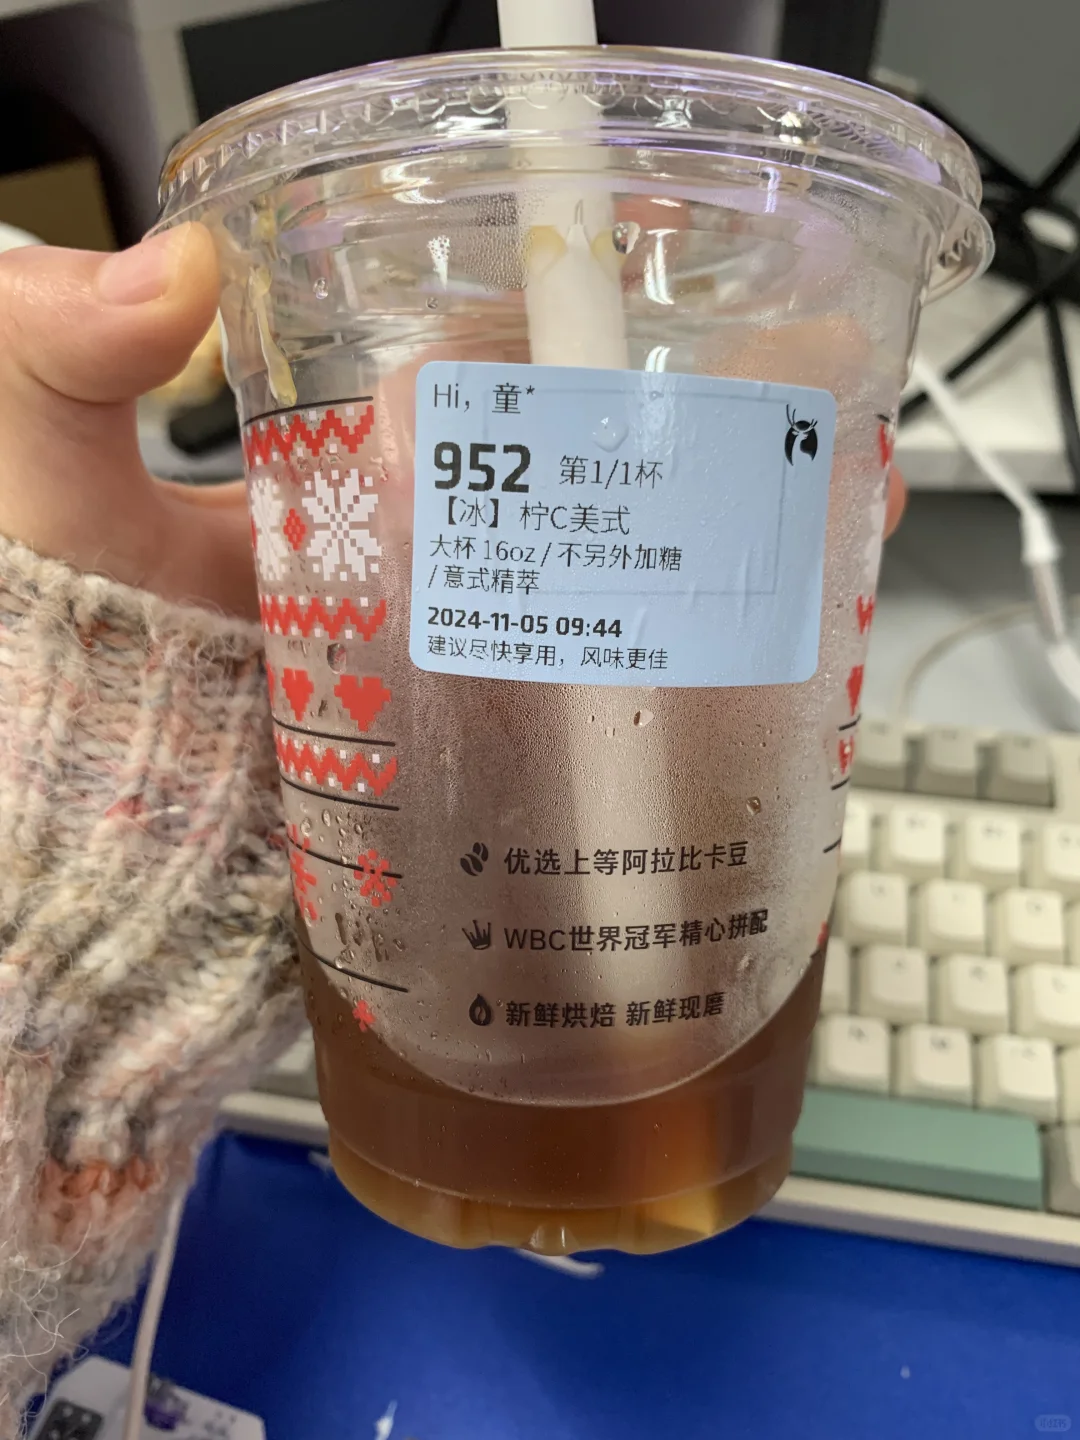 Hi，童*
952 第1/1杯
【冰】柠C美式
大杯 16oz / 不另外加糖
/ 意式精萃
2024-11-05 09:44
建议尽快享用，风味更佳
优选上等阿拉比卡豆
WBC世界冠军精心拼配
新鲜烘焙 新鲜现磨